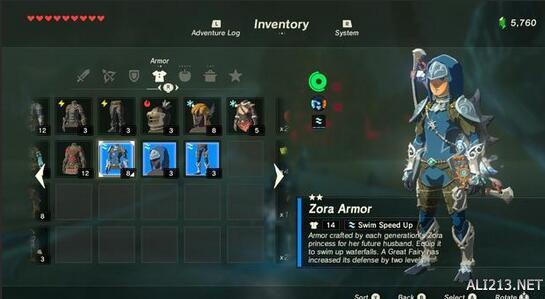 L
Inventory
R
5,760
Adventure Log
System
Armor
R
12
3
3
3
8
5
12
8
3
3
8
3
Zora Armor
14 Swim Speed Up
Armor crafted by each generation's Zora
princess for her future husband. Equip it
to swim up waterfalls. A Great Fairy has
increased its defense by two levels.
ALI213.NET
Sort Y Back B Select A Rotate R